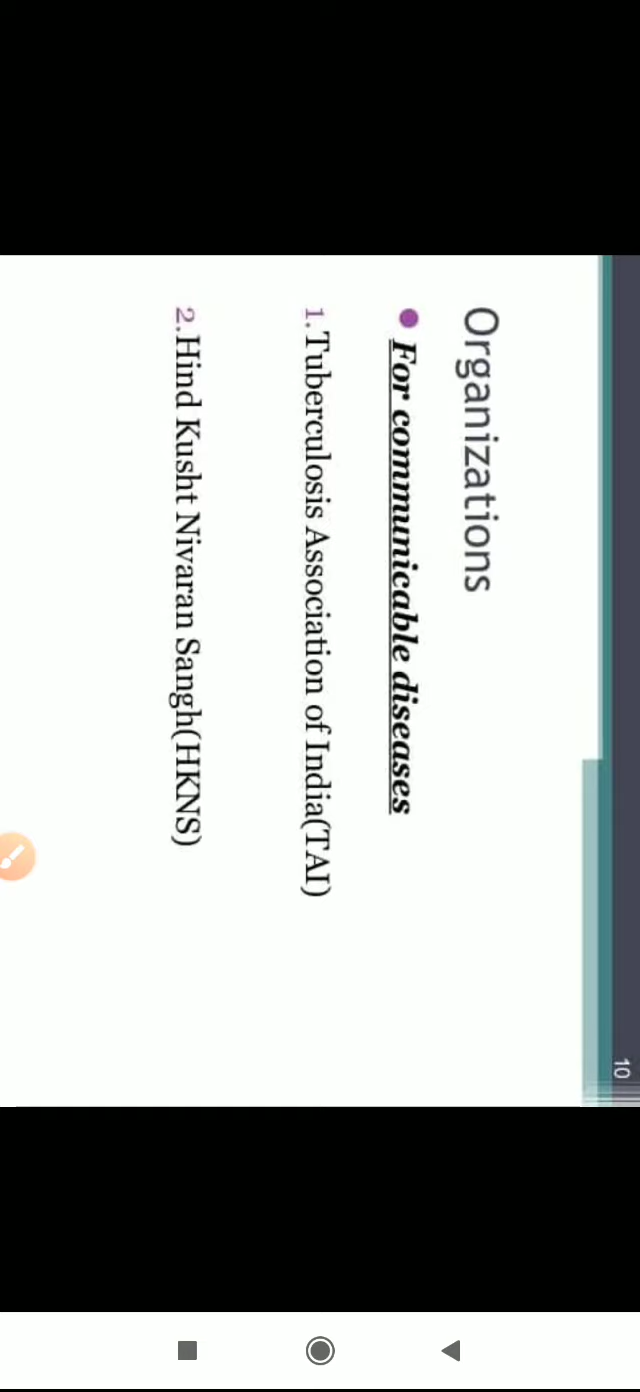 10
Organizations
● For communicable diseases
1.Tuberculosis Association of India(TAI)
2.Hind Kusht Nivaran Sangh(HKNS)